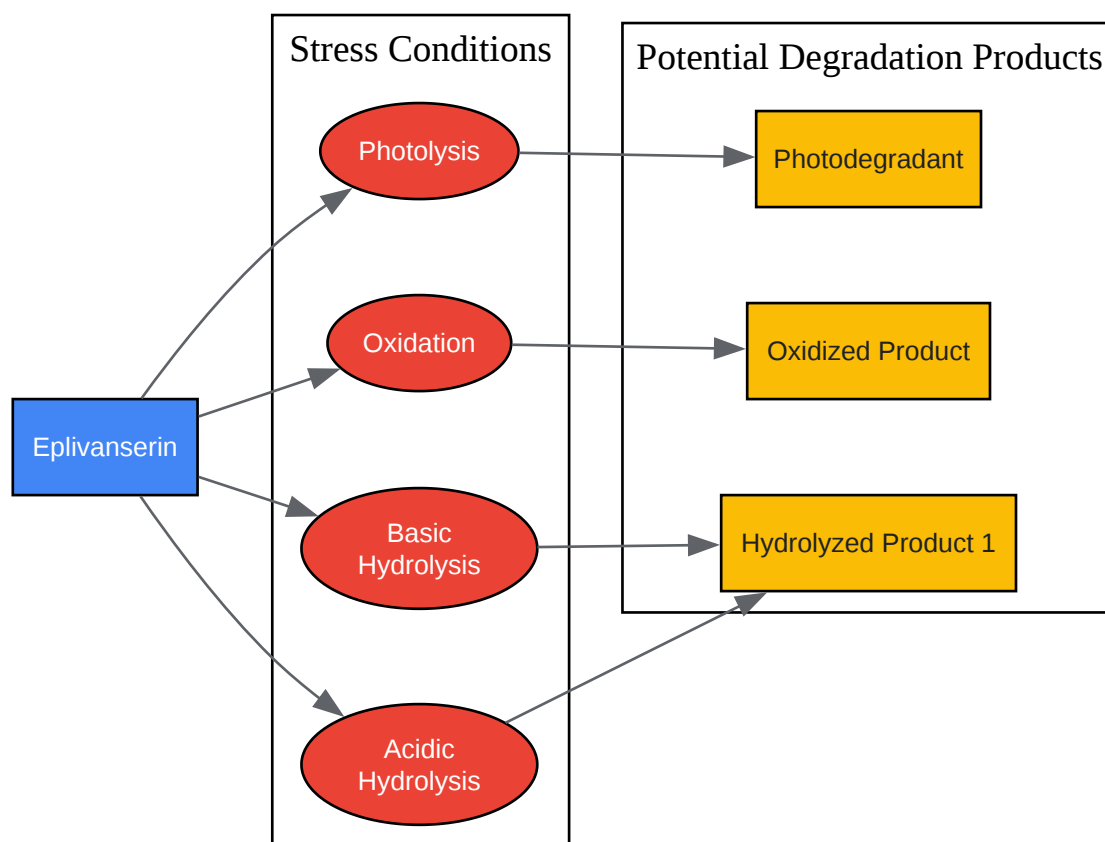 Stress Conditions
Potential Degradation Products
Photolysis
Photodegradant
Oxidation
Oxidized Product
Eplivanserin
Basic
Hydrolysis
Hydrolyzed Product 1
Acidic
Hydrolysis